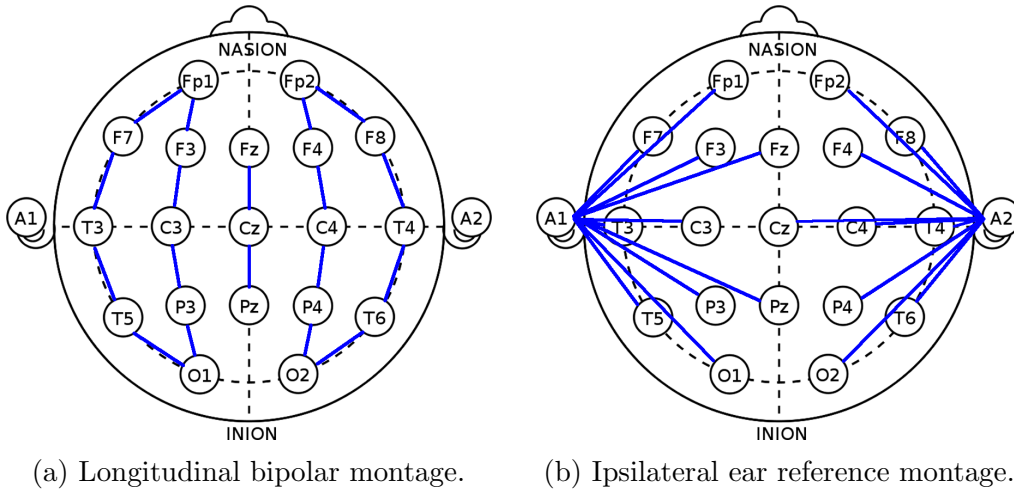 NASION
Fp1 Fp2
F7 F3 Fz F4 F8
A1 T3 C3 Cz C4 T4 A2
T5 P3 Pz P4 T6
O1 O2
INION
(a) Longitudinal bipolar montage.
NASION
Fp1 Fp2
F7 F3 Fz F4 F8
A1 T3 C3 Cz C4 T4 A2
T5 P3 Pz P4 T6
O1 O2
INION
(b) Ipsilateral ear reference montage.